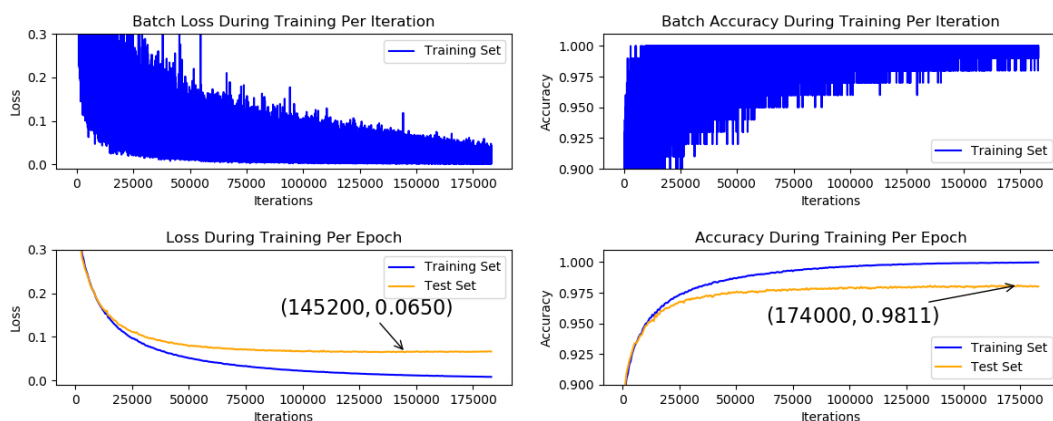 Batch Loss During Training Per Iteration
0.3
0.2
0.1
0.0
Loss
Training Set
0 25000 50000 75000 100000 125000 150000 175000
Iterations
Batch Accuracy During Training Per Iteration
1.000
0.975
0.950
0.925
0.900
Accuracy
Training Set
0 25000 50000 75000 100000 125000 150000 175000
Iterations
Loss During Training Per Epoch
0.3
0.2
0.1
0.0
Loss
Training Set
Test Set
(145200, 0.0650)
0 25000 50000 75000 100000 125000 150000 175000
Iterations
Accuracy During Training Per Epoch
1.000
0.975
0.950
0.925
0.900
Accuracy
(174000, 0.9811)
Training Set
Test Set
0 25000 50000 75000 100000 125000 150000 175000
Iterations